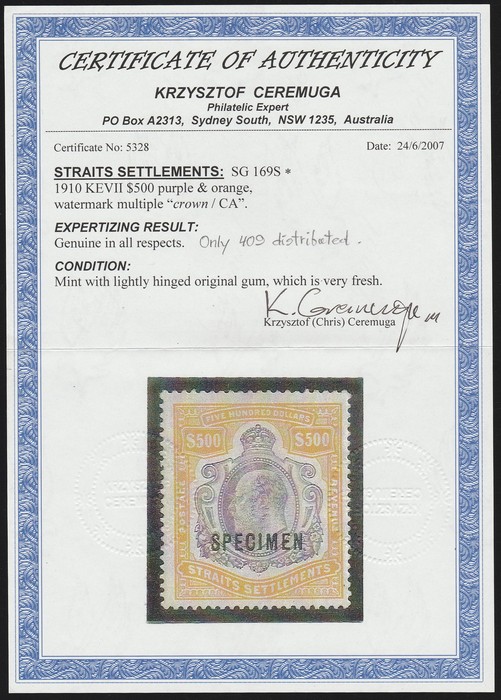 CERTIFICATE OF AUTHENTICITY
KRZYSZTOF CEREMUGA
Philatelic Expert
PO Box A2313, Sydney South, NSW 1235, Australia
Certificate No: 5328 Date: 24/6/2007
STRAITS SETTLEMENTS: SG 169S *
1910 KEVII $500 purple & orange,
watermark multiple “crown / CA”.
EXPERTIZING RESULT:
Genuine in all respects. Only 409 distributed.
CONDITION:
Mint with lightly hinged original gum, which is very fresh.
K. Ceremuga
Krzysztof (Chris) Ceremuga
FIVE HUNDRED DOLLARS
$500 $500
POSTAGE REVENUE
SPECIMEN
STRAITS SETTLEMENTS